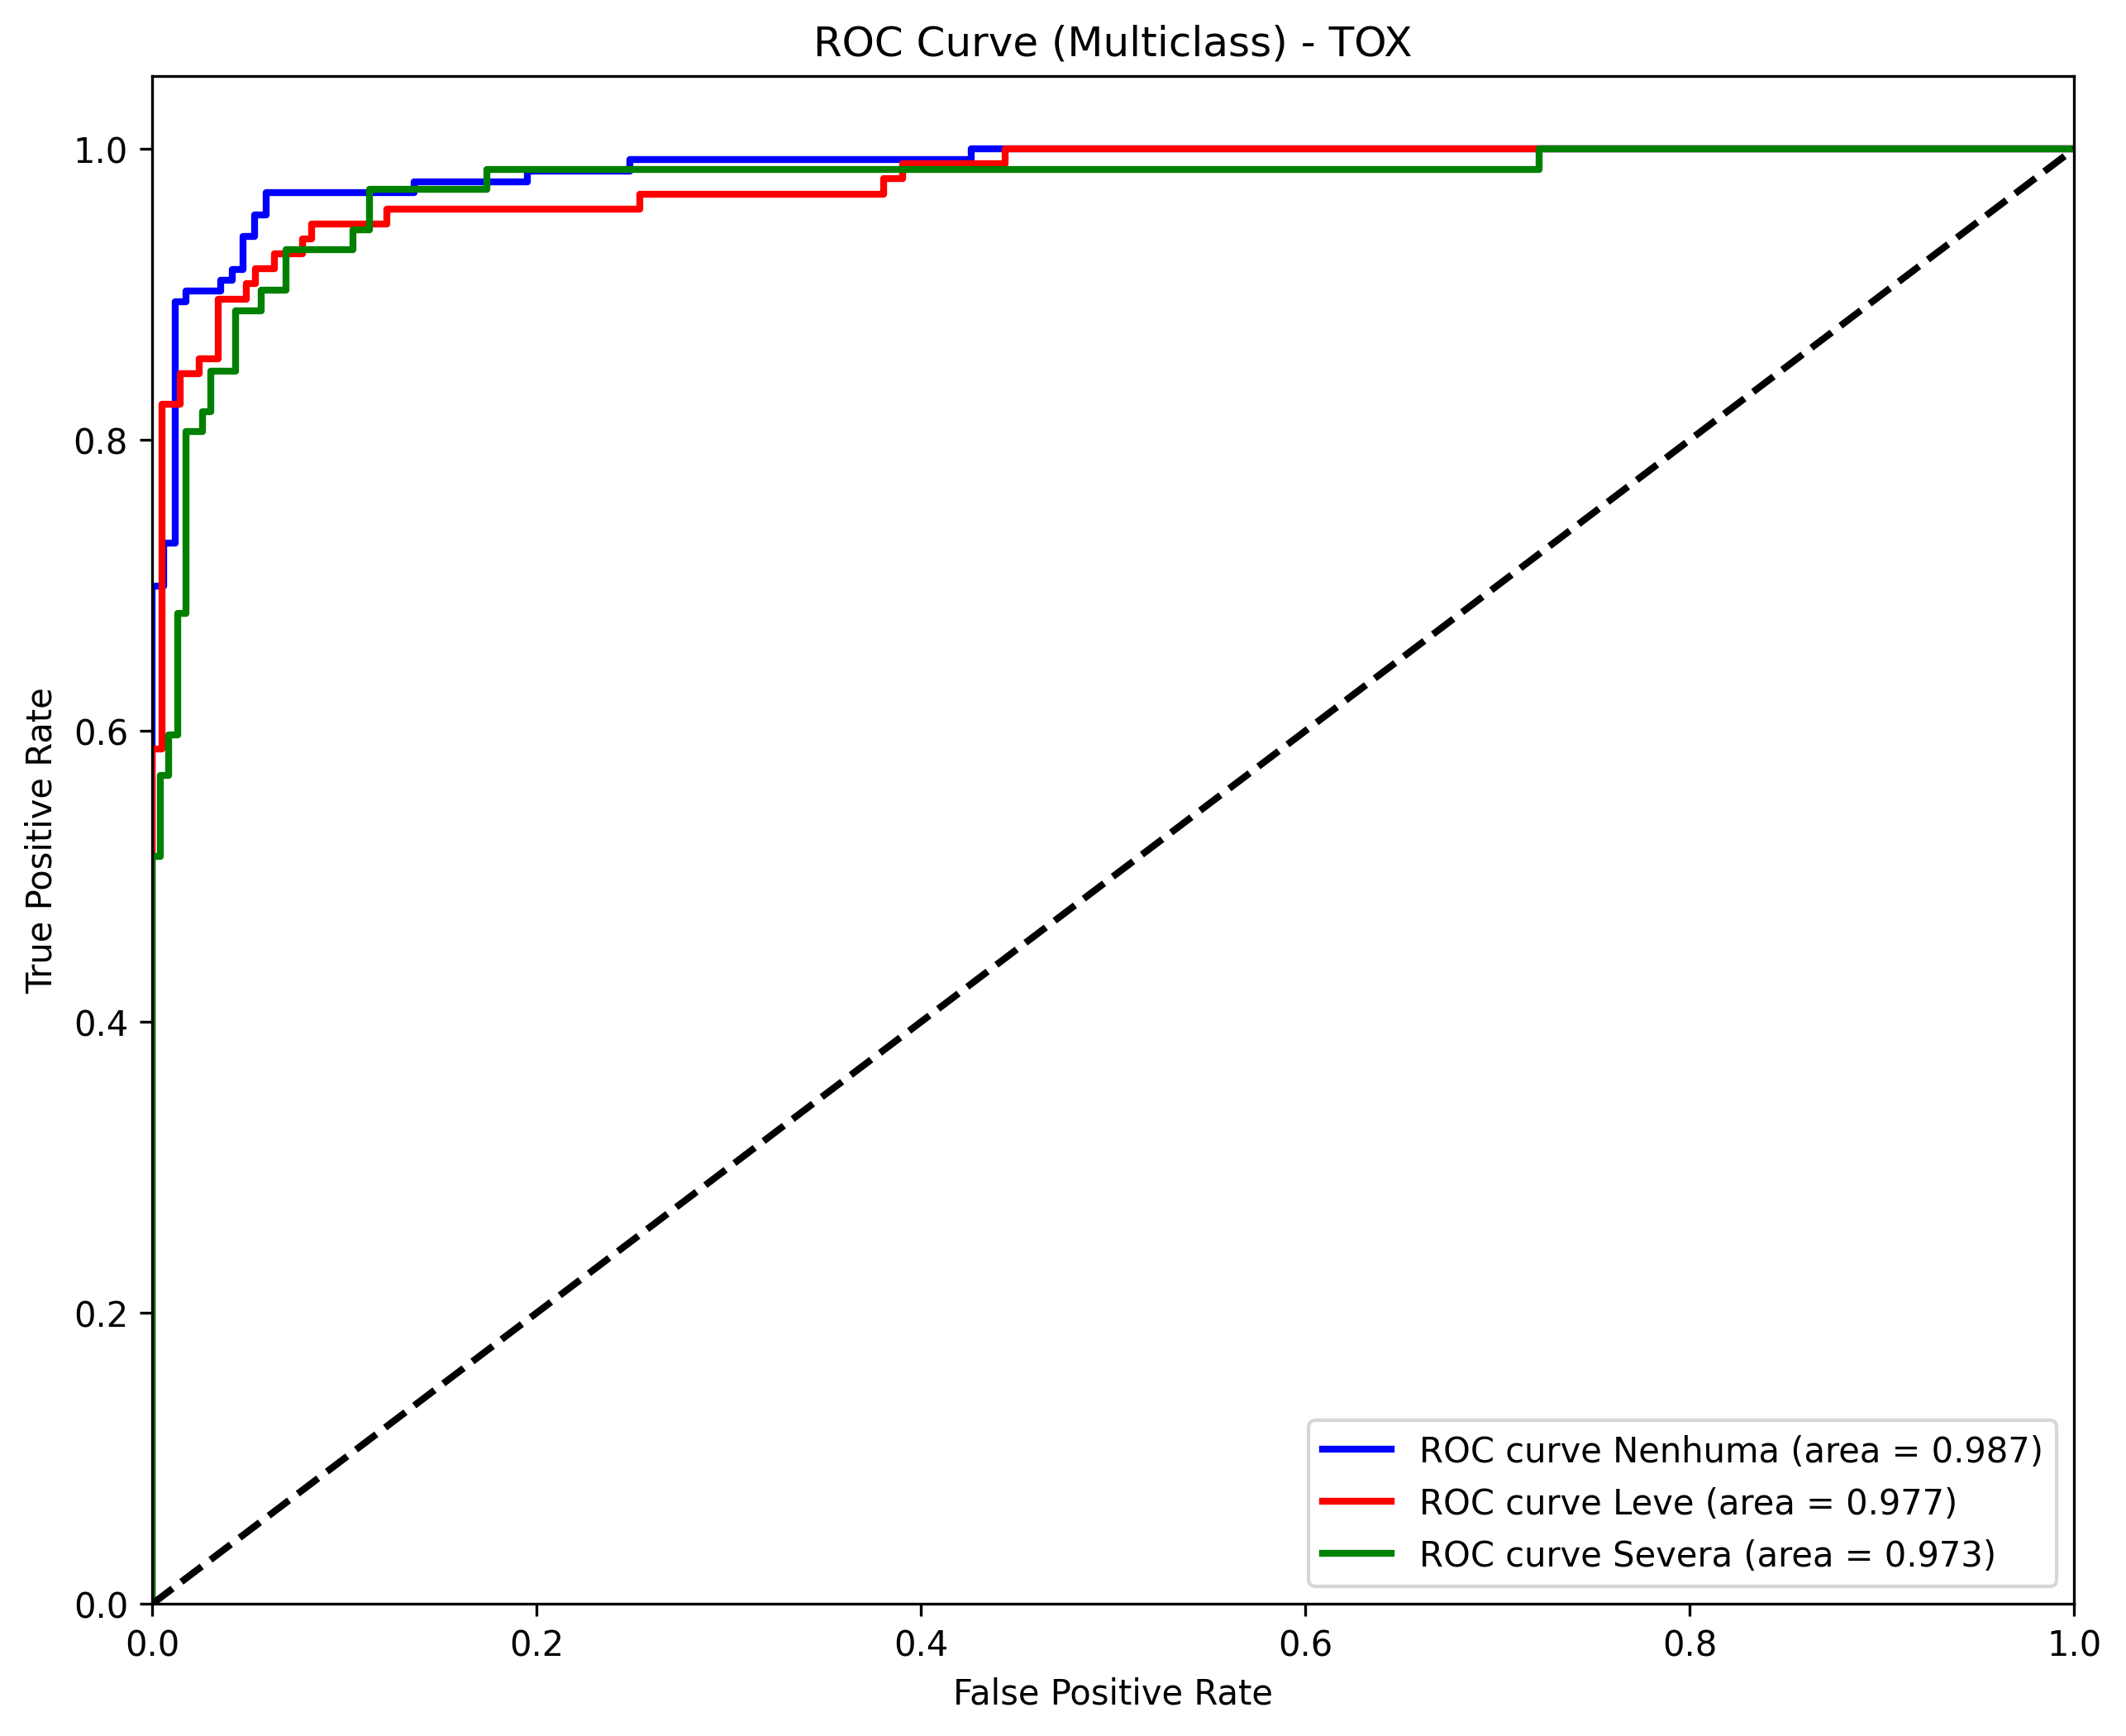 ROC Curve (Multiclass) - TOX
True Positive Rate
1.0
0.8
0.6
0.4
0.2
0.0
0.0 0.2 0.4 0.6 0.8 1.0
False Positive Rate
ROC curve Nenhuma (area = 0.987)
ROC curve Leve (area = 0.977)
ROC curve Severa (area = 0.973)